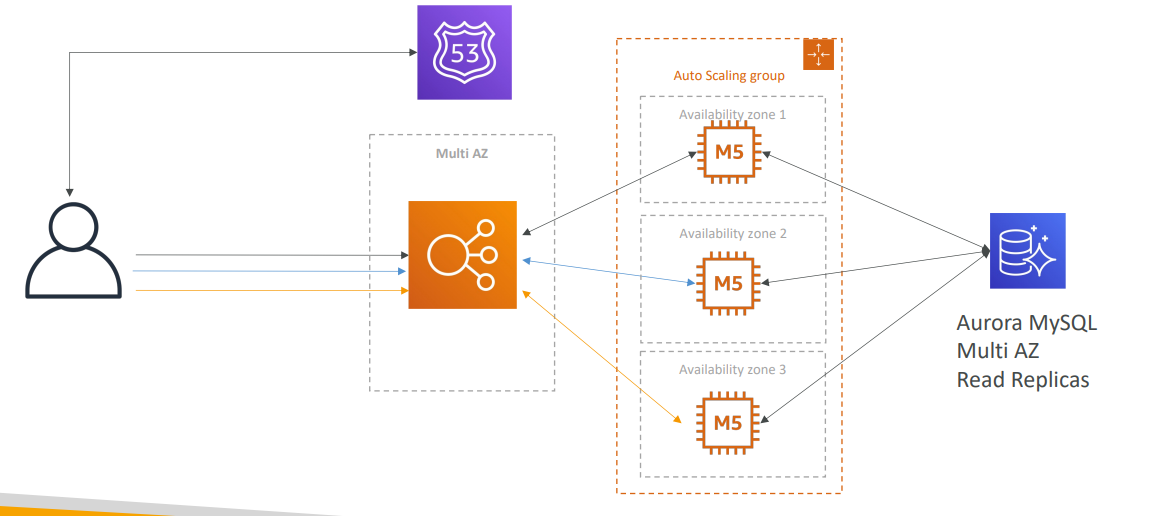 53
Auto Scaling group
Availability zone 1
M5
Multi AZ
Availability zone 2
M5
Availability zone 3
M5
Aurora MySQL
Multi AZ
Read Replicas